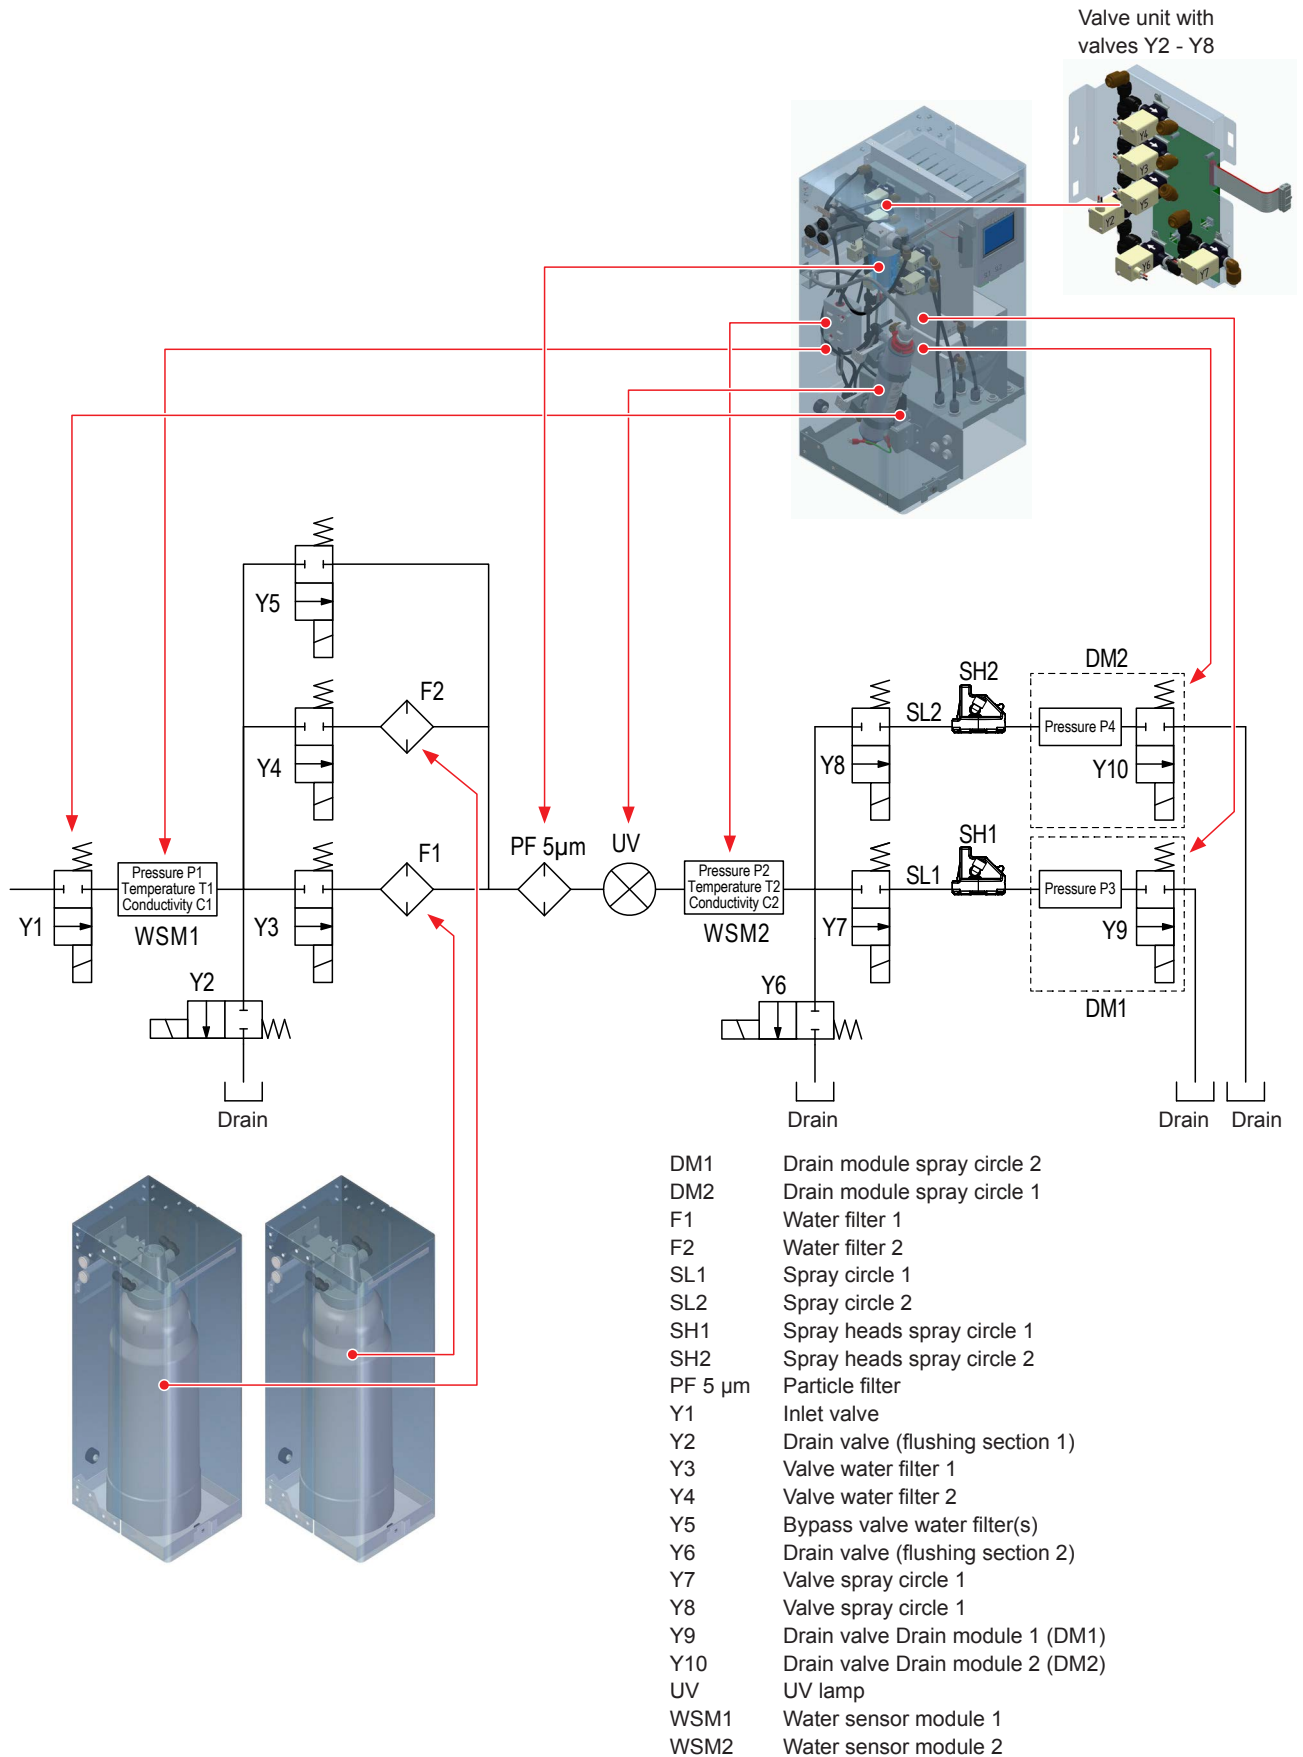 Valve unit with
valves Y2 - Y8
Y4
Y3
Y5
Y2
Y6
Y7
Y5
F2
Y4
SH2
DM2
SL2
Pressure P4
Y8
Y10
F1
PF 5µm
UV
SH1
SL1
Pressure P1
Temperature T1
Conductivity C1
Pressure P2
Temperature T2
Conductivity C2
Pressure P3
Y1
WSM1
Y3
WSM2
Y7
Y9
Y2
Y6
DM1
Drain
Drain
Drain
Drain
DM1 Drain module spray circle 2
DM2 Drain module spray circle 1
F1 Water filter 1
F2 Water filter 2
SL1 Spray circle 1
SL2 Spray circle 2
SH1 Spray heads spray circle 1
SH2 Spray heads spray circle 2
PF 5 µm Particle filter
Y1 Inlet valve
Y2 Drain valve (flushing section 1)
Y3 Valve water filter 1
Y4 Valve water filter 2
Y5 Bypass valve water filter(s)
Y6 Drain valve (flushing section 2)
Y7 Valve spray circle 1
Y8 Valve spray circle 1
Y9 Drain valve Drain module 1 (DM1)
Y10 Drain valve Drain module 2 (DM2)
UV UV lamp
WSM1 Water sensor module 1
WSM2 Water sensor module 2